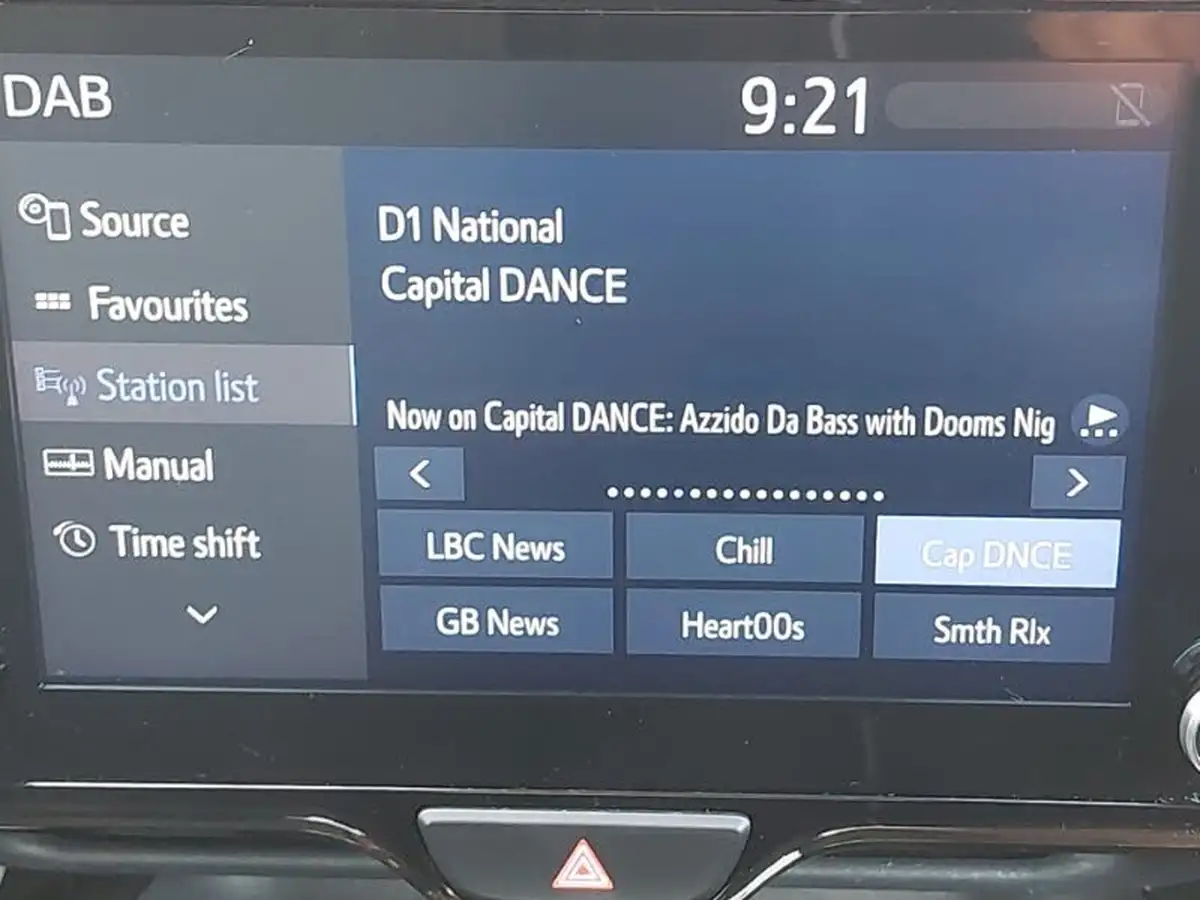 DAB
9:21
Source
Favourites
Station list
Manual
Time shift
D1 National
Capital DANCE
Now on Capital DANCE: Azzido Da Bass with Dooms Nig
LBC News
Chill
Cap DNCE
GB News
Heart00s
Smth Rlx